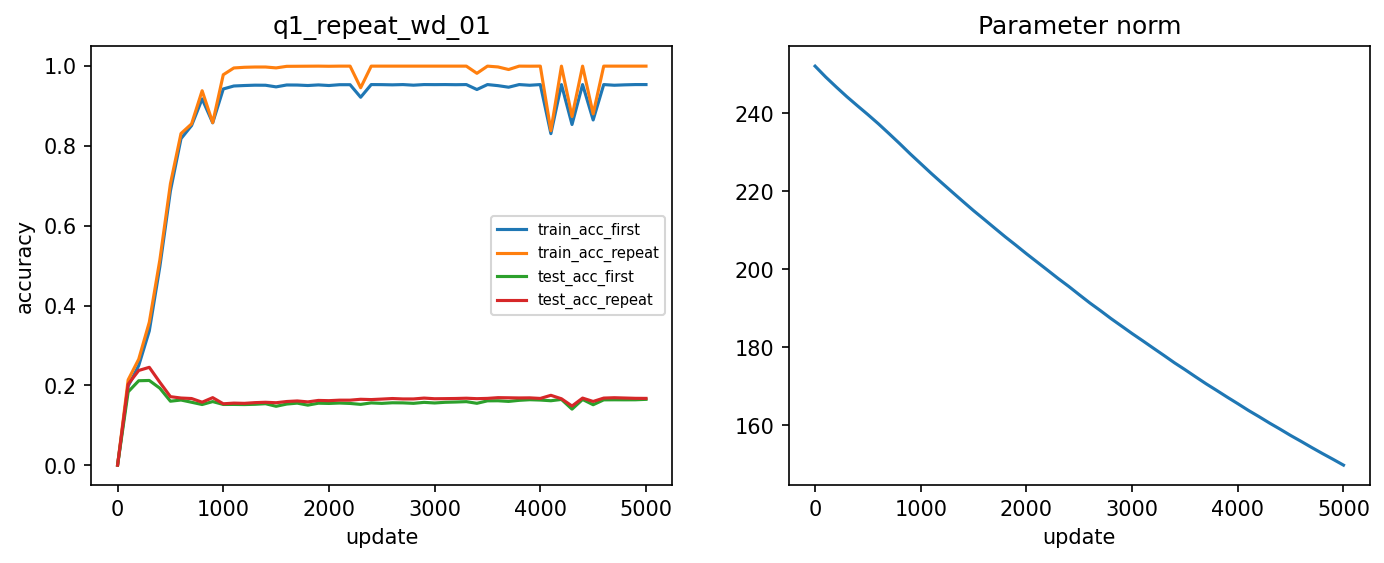 q1_repeat_wd_01
accuracy
1.0
0.8
0.6
0.4
0.2
0.0
train_acc_first
train_acc_repeat
test_acc_first
test_acc_repeat
0 1000 2000 3000 4000 5000
update
Parameter norm
240
220
200
180
160
0 1000 2000 3000 4000 5000
update